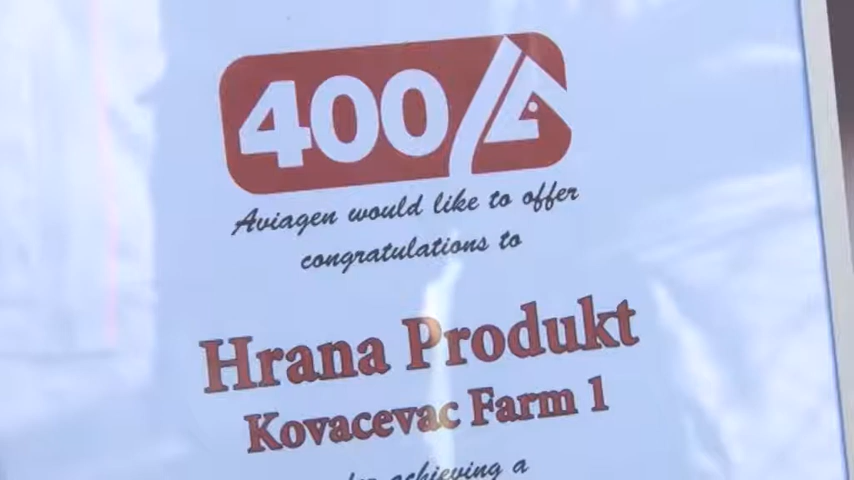 400
Aviagen would like to offer
congratulations to
Hrana Produkt
Kovacevac Farm 1
achieving a